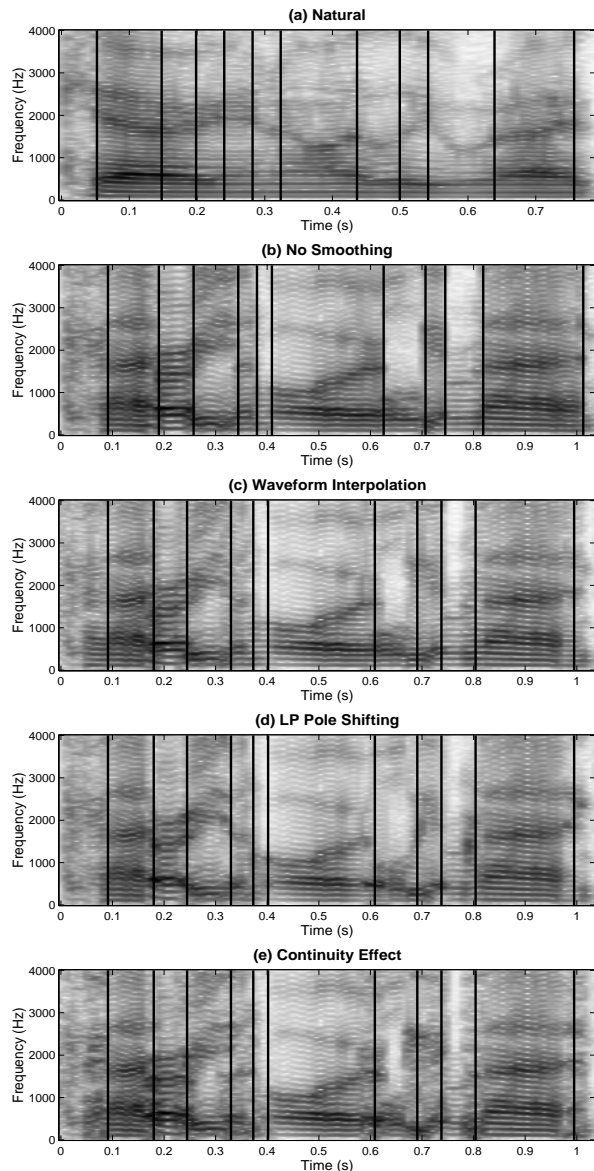 (a) Natural
4000
3000
2000
1000
0
Frequency (Hz)
0 0.1 0.2 0.3 0.4 0.5 0.6 0.7
Time (s)
(b) No Smoothing
4000
3000
2000
1000
0
Frequency (Hz)
0 0.1 0.2 0.3 0.4 0.5 0.6 0.7 0.8 0.9 1
Time (s)
(c) Waveform Interpolation
4000
3000
2000
1000
0
Frequency (Hz)
0 0.1 0.2 0.3 0.4 0.5 0.6 0.7 0.8 0.9 1
Time (s)
(d) LP Pole Shifting
4000
3000
2000
1000
0
Frequency (Hz)
0 0.1 0.2 0.3 0.4 0.5 0.6 0.7 0.8 0.9 1
Time (s)
(e) Continuity Effect
4000
3000
2000
1000
0
Frequency (Hz)
0 0.1 0.2 0.3 0.4 0.5 0.6 0.7 0.8 0.9 1
Time (s)